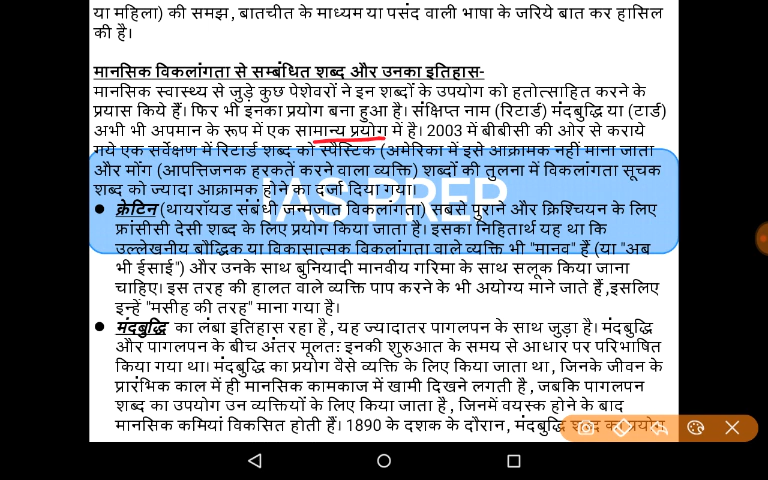 या महिला) की समझ, बातचीत के माध्यम या पसंद वाली भाषा के जरिये बात कर हासिल
की है।
मानसिक विकलांगता से सम्बंधित शब्द और उनका इतिहास-
मानसिक स्वास्थ्य से जुड़े कुछ पेशेवरों ने इन शब्दों के उपयोग को हतोत्साहित करने के
प्रयास किये हैं। फिर भी इनका प्रयोग बना हुआ है। संक्षिप्त नाम (रिटार्ड) मंदबुद्धि या (टार्ड)
अभी भी अपमान के रूप में एक सामान्य प्रयोग में है। 2003 में बीबीसी की ओर से कराये
गये एक सर्वेक्षण में रिटार्ड शब्द को स्पैस्टिक (अमेरिका में इसे आक्रामक नहीं माना जाता
और मोंग (आपत्तिजनक हरकतें करने वाला व्यक्ति) शब्दों की तुलना में विकलांगता सूचक
शब्द को ज्यादा आक्रामक होने का दर्जा दिया गया।
IAS PREP
● क्रेटिन (थायरॉयड संबंधी जन्मजात विकलांगता) सबसे पुराने और क्रिश्चियन के लिए
फ्रांसीसी देसी शब्द के लिए प्रयोग किया जाता है। इसका निहितार्थ यह था कि
उल्लेखनीय बौद्धिक या विकासात्मक विकलांगता वाले व्यक्ति भी "मानव" हैं (या "अब
भी ईसाई") और उनके साथ बुनियादी मानवीय गरिमा के साथ सलूक किया जाना
चाहिए। इस तरह की हालत वाले व्यक्ति पाप करने के भी अयोग्य माने जाते हैं,इसलिए
इन्हें "मसीह की तरह" माना गया है।
● मंदबुद्धि का लंबा इतिहास रहा है, यह ज्यादातर पागलपन के साथ जुड़ा है। मंदबुद्धि
और पागलपन के बीच अंतर मूलतः इनकी शुरुआत के समय से आधार पर परिभाषित
किया गया था। मंदबुद्धि का प्रयोग वैसे व्यक्ति के लिए किया जाता था, जिनके जीवन के
प्रारंभिक काल में ही मानसिक कामकाज में खामी दिखने लगती है, जबकि पागलपन
शब्द का उपयोग उन व्यक्तियों के लिए किया जाता है, जिनमें वयस्क होने के बाद
मानसिक कमियां विकसित होती हैं। 1890 के दशक के दौरान, मंदबुद्धि शब्द का प्रयोग